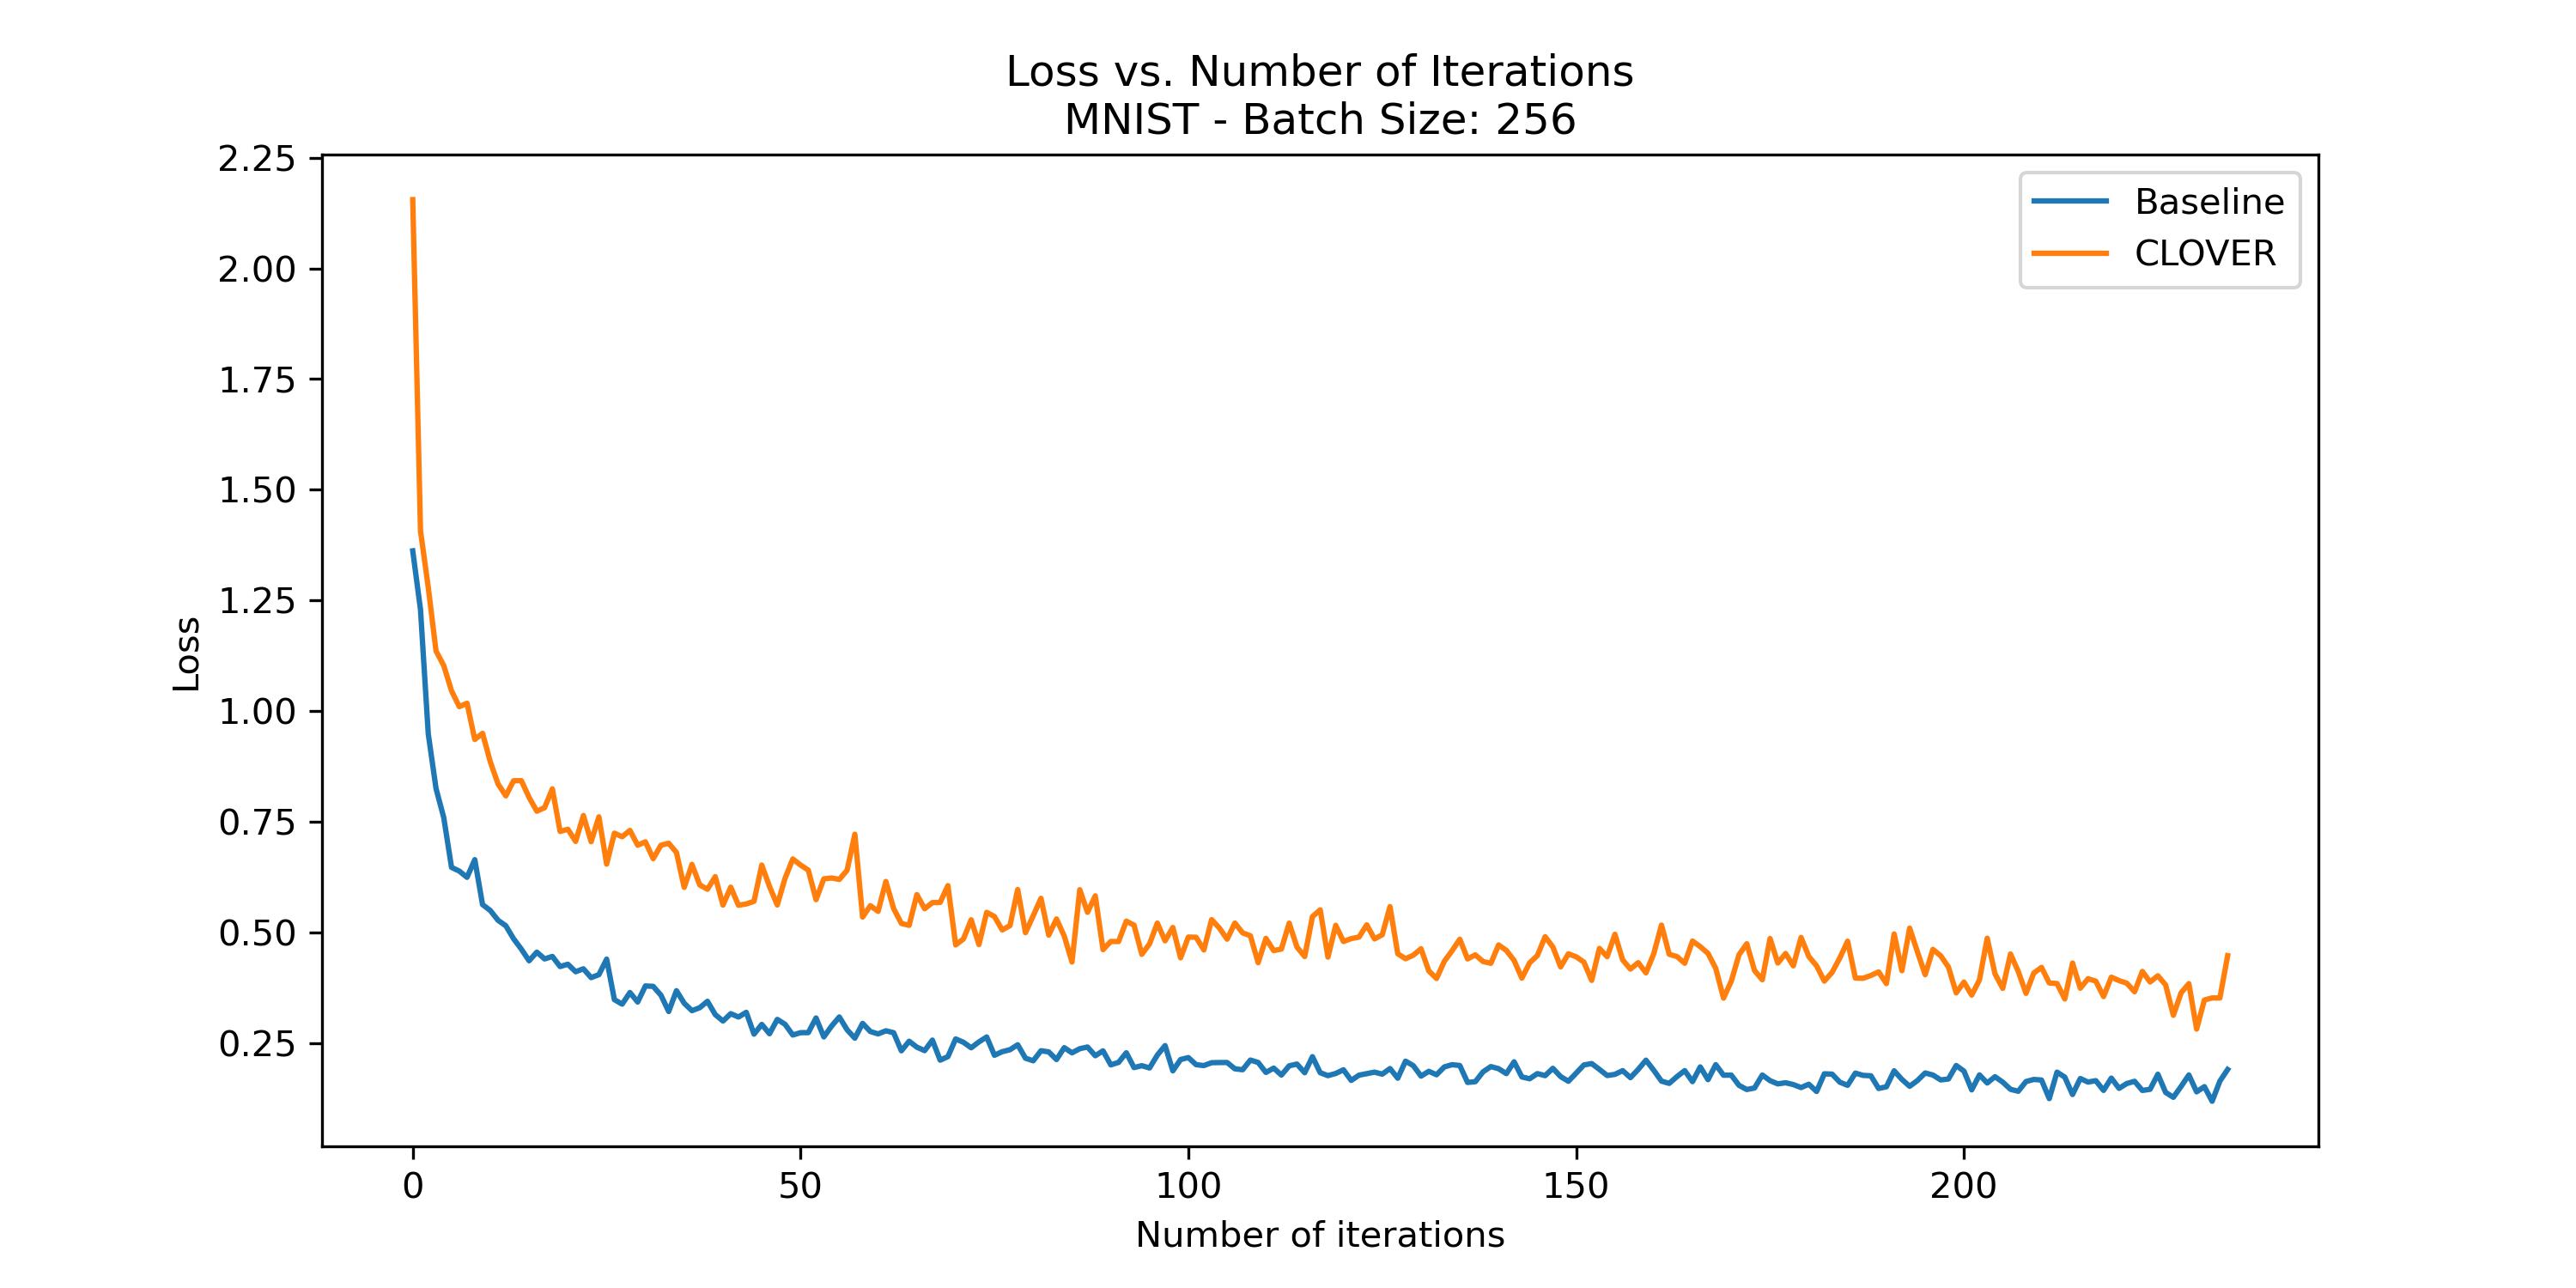 Loss vs. Number of Iterations
MNIST - Batch Size: 256
2.25
2.00
1.75
1.50
1.25
1.00
0.75
0.50
0.25
Loss
Baseline
CLOVER
0 50 100 150 200
Number of iterations